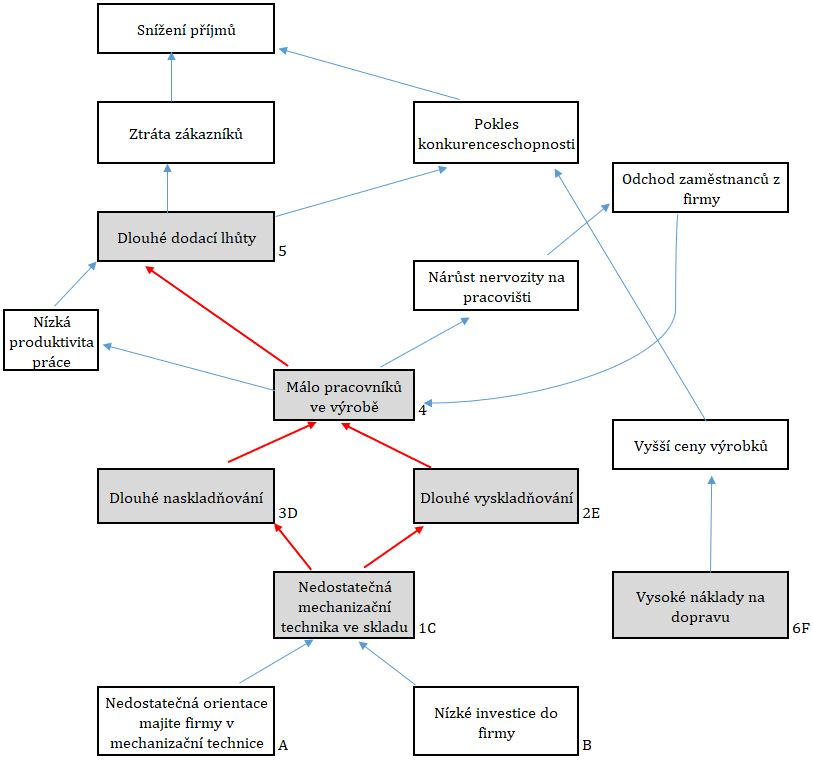 Snížení příjmů
Ztráta zákazníků
Pokles
konkurenceschopnosti
Odchod zaměstnanců z
firmy
Dlouhé dodací lhůty
5
Nárůst nervozity na
pracovišti
Nízká
produktivita
práce
Málo pracovníků
ve výrobě
4
Vyšší ceny výrobků
Dlouhé naskladňování
3D
Dlouhé vyskladňování
2E
Nedostatečná
mechanizační
technika ve skladu
1C
Vysoké náklady na
dopravu
6F
Nedostatečná orientace
majite firmy v
mechanizační technice
A
Nízké investice do
firmy
B